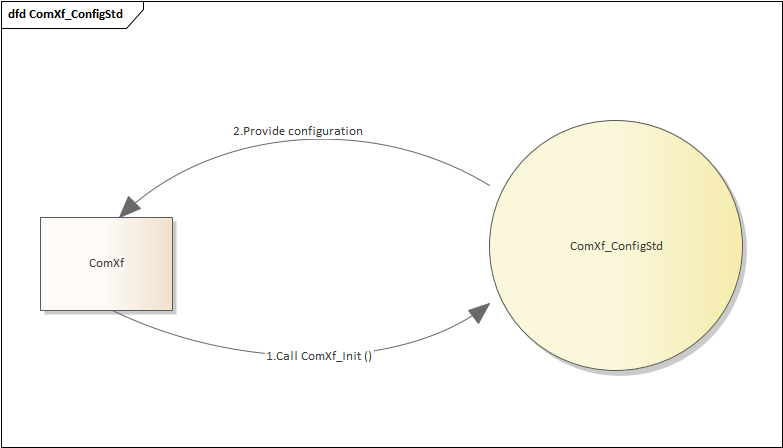 dfd ComXf_ConfigStd
2.Provide configuration
ComXf_ConfigStd
ComXf
1.Call ComXf_Init ()